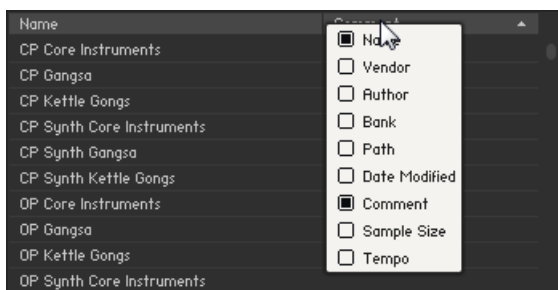 Name Comment
CP Core Instruments
CP Gangsa
CP Kettle Gongs
CP Synth Core Instruments
CP Synth Gangsa
CP Synth Kettle Gongs
OP Core Instruments
OP Gangsa
OP Kettle Gongs
OP Synth Core Instruments
Name
Vendor
Author
Bank
Path
Date Modified
Comment
Sample Size
Tempo